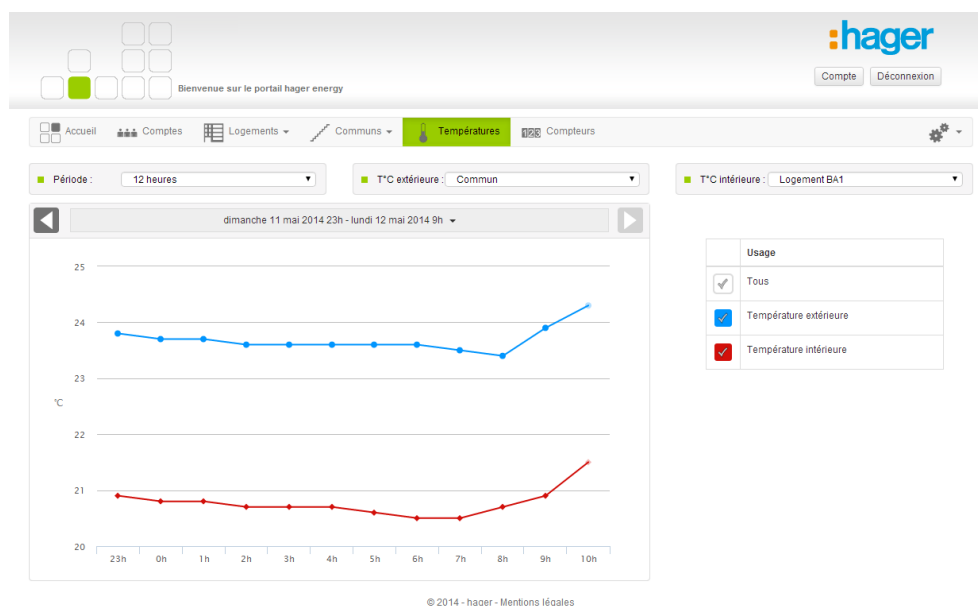 :hager
Compte Déconnexion
Bienvenue sur le portail hager energy
Accueil Comptes Logements Communs Températures 0123 Compteurs
Période : 12 heures T°C extérieure : Commun T°C intérieure : Logement BA1
dimanche 11 mai 2014 23h - lundi 12 mai 2014 9h
Usage
Tous
Température extérieure
Température intérieure
25
24
23
°C
22
21
20
23h 0h 1h 2h 3h 4h 5h 6h 7h 8h 9h 10h
© 2014 - hager - Mentions légales